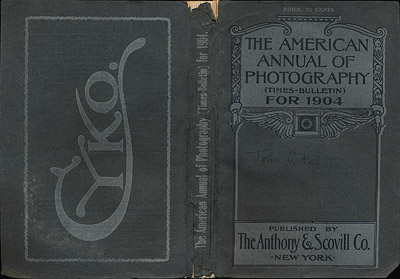 CYKO.
The American Annual of Photography (Times-Bulletin) for 1904.
PRICE, 75 CENTS
THE AMERICAN
ANNUAL OF
PHOTOGRAPHY
(TIMES-BULLETIN)
FOR 1904
John
PUBLISHED BY
The Anthony & Scovill Co.
NEW YORK